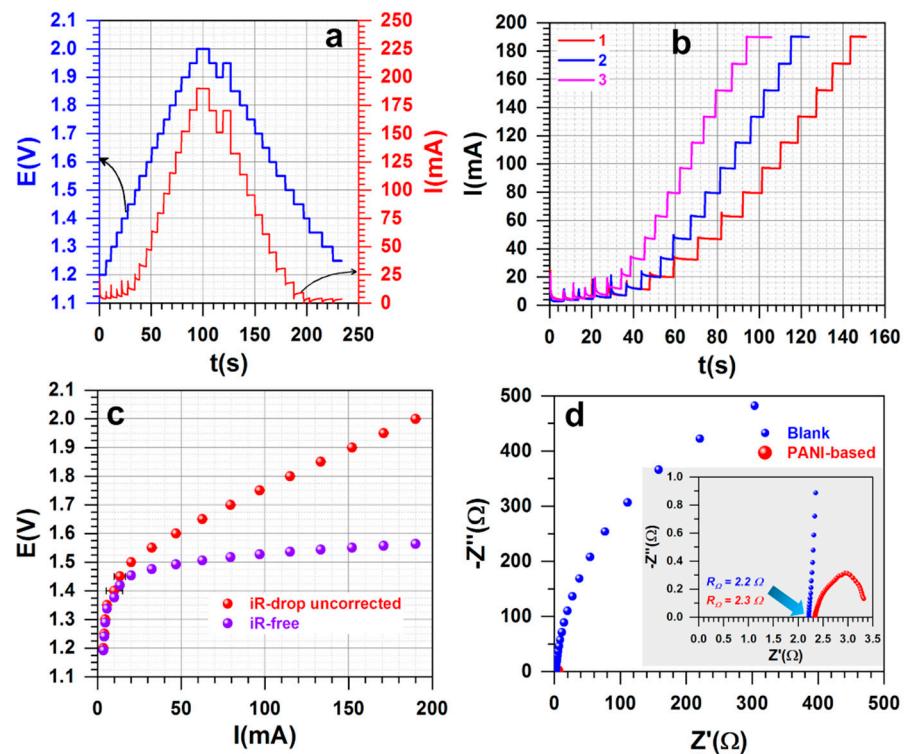 a
2.1
2.0
1.9
1.8
1.7
1.6
1.5
1.4
1.3
1.2
1.1
E(V)
0 50 100 150 200 250
t(s)
250
225
200
175
150
125
100
75
50
25
0
I(mA)
b
1
2
3
200
180
160
140
120
100
80
60
40
20
0
I(mA)
0 20 40 60 80 100 120 140 160
t(s)
c
2.1
2.0
1.9
1.8
1.7
1.6
1.5
1.4
1.3
1.2
1.1
E(V)
iR-drop uncorrected
iR-free
0 50 100 150 200
I(mA)
d
500
400
300
200
100
0
-Z''(Ω)
Blank
PANI-based
1.0
0.8
0.6
0.4
0.2
0.0
-Z''(Ω)
RΩ = 2.2 Ω
RΩ = 2.3 Ω
0.0 0.5 1.0 1.5 2.0 2.5 3.0 3.5
Z'(Ω)
0 100 200 300 400 500
Z'(Ω)